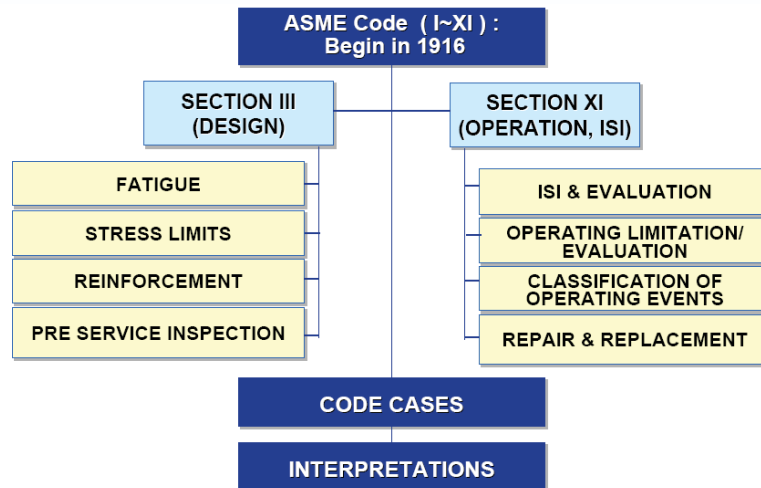 ASME Code ( I~XI ) :
Begin in 1916
SECTION III
(DESIGN)
SECTION XI
(OPERATION, ISI)
FATIGUE
STRESS LIMITS
REINFORCEMENT
PRE SERVICE INSPECTION
ISI & EVALUATION
OPERATING LIMITATION/
EVALUATION
CLASSIFICATION OF
OPERATING EVENTS
REPAIR & REPLACEMENT
CODE CASES
INTERPRETATIONS